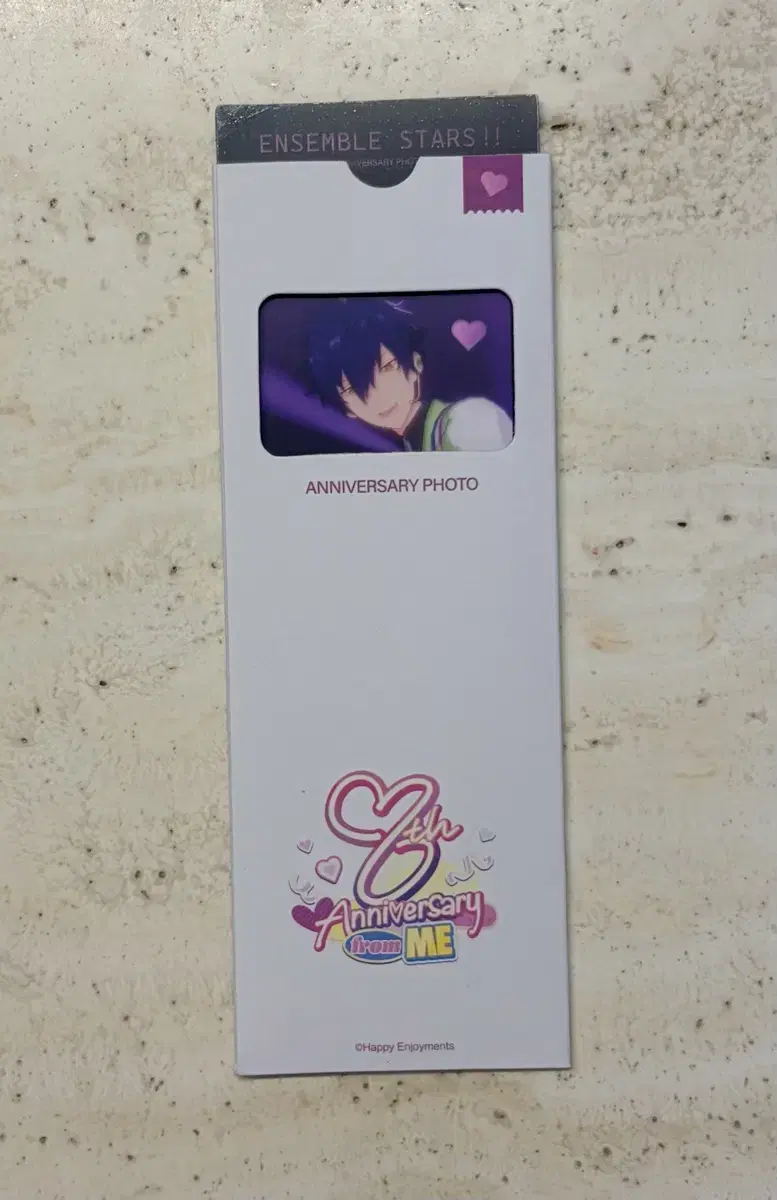 ENSEMBLE STARS!!
ANNIVERSARY PHOTO
8th
Anniversary
from ME
©Happy Enjoyments